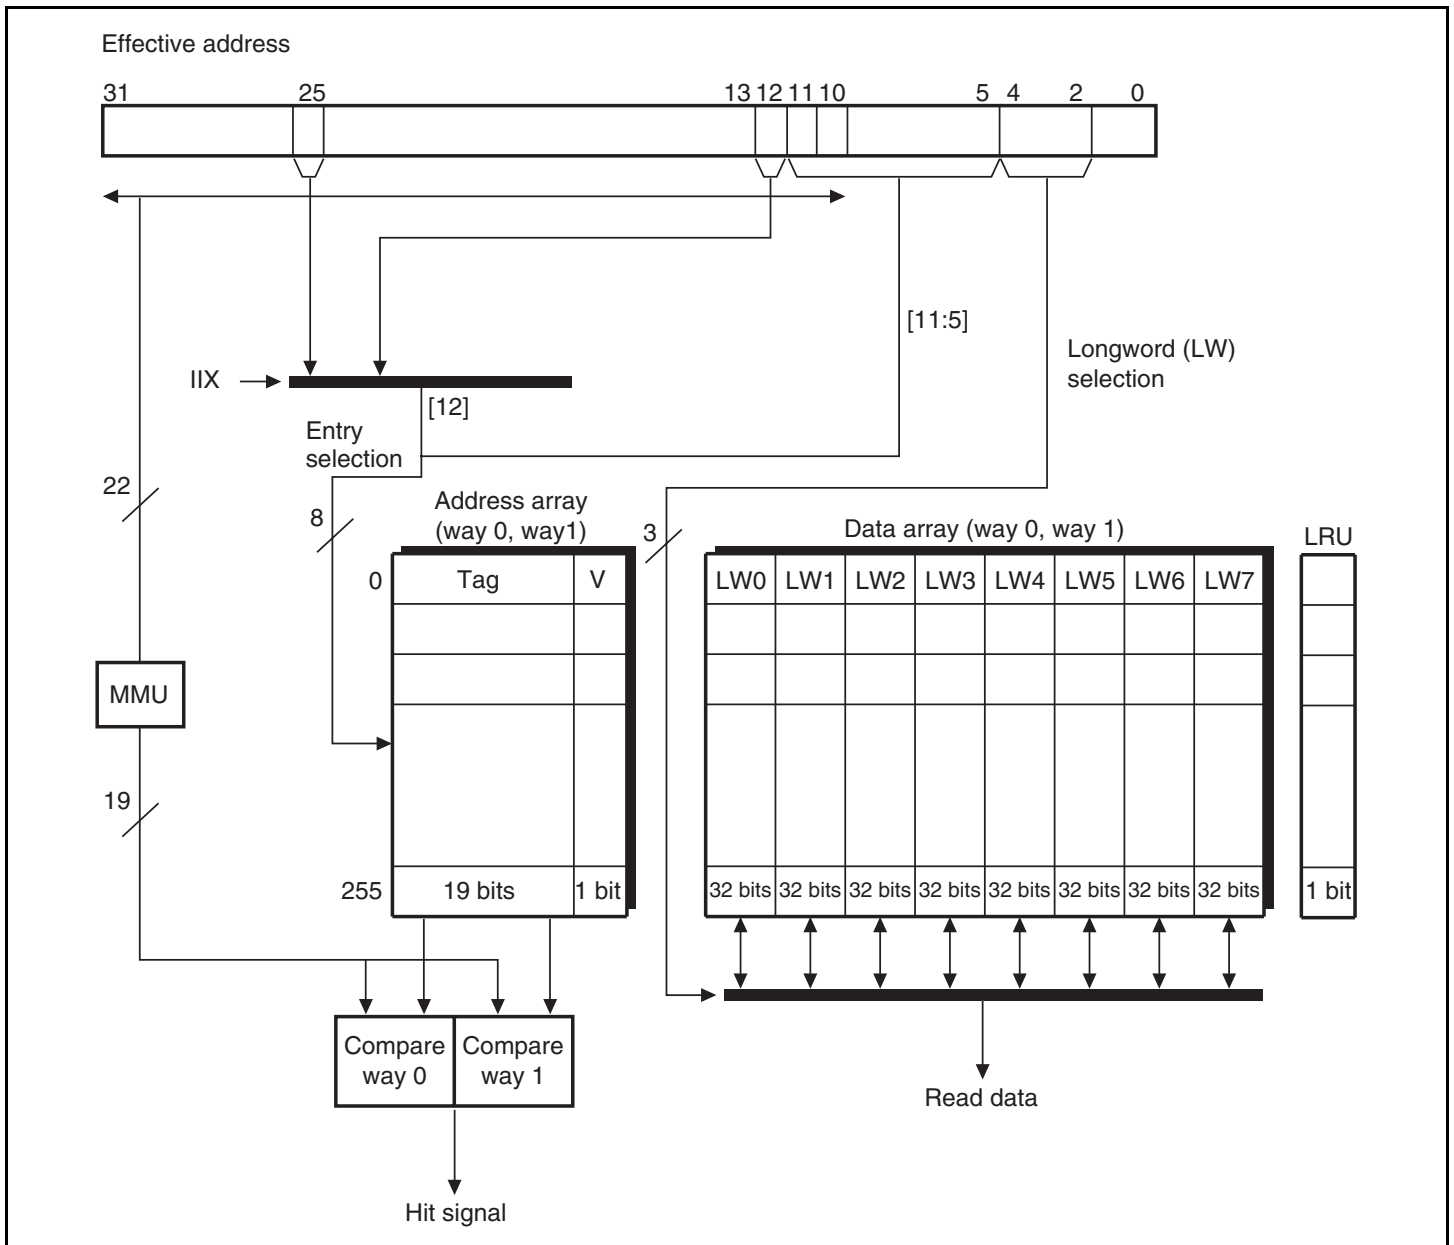 Effective address
31 25 13 12 11 10 5 4 2 0
[11:5]
Longword (LW)
selection
IIX
[12]
Entry
selection
22
8
Address array
(way 0, way1)
3
Data array (way 0, way 1)
LRU
0 Tag V
LW0 LW1 LW2 LW3 LW4 LW5 LW6 LW7
MMU
19
255 19 bits 1 bit
32 bits 32 bits 32 bits 32 bits 32 bits 32 bits 32 bits 32 bits
1 bit
Compare
way 0
Compare
way 1
Read data
Hit signal